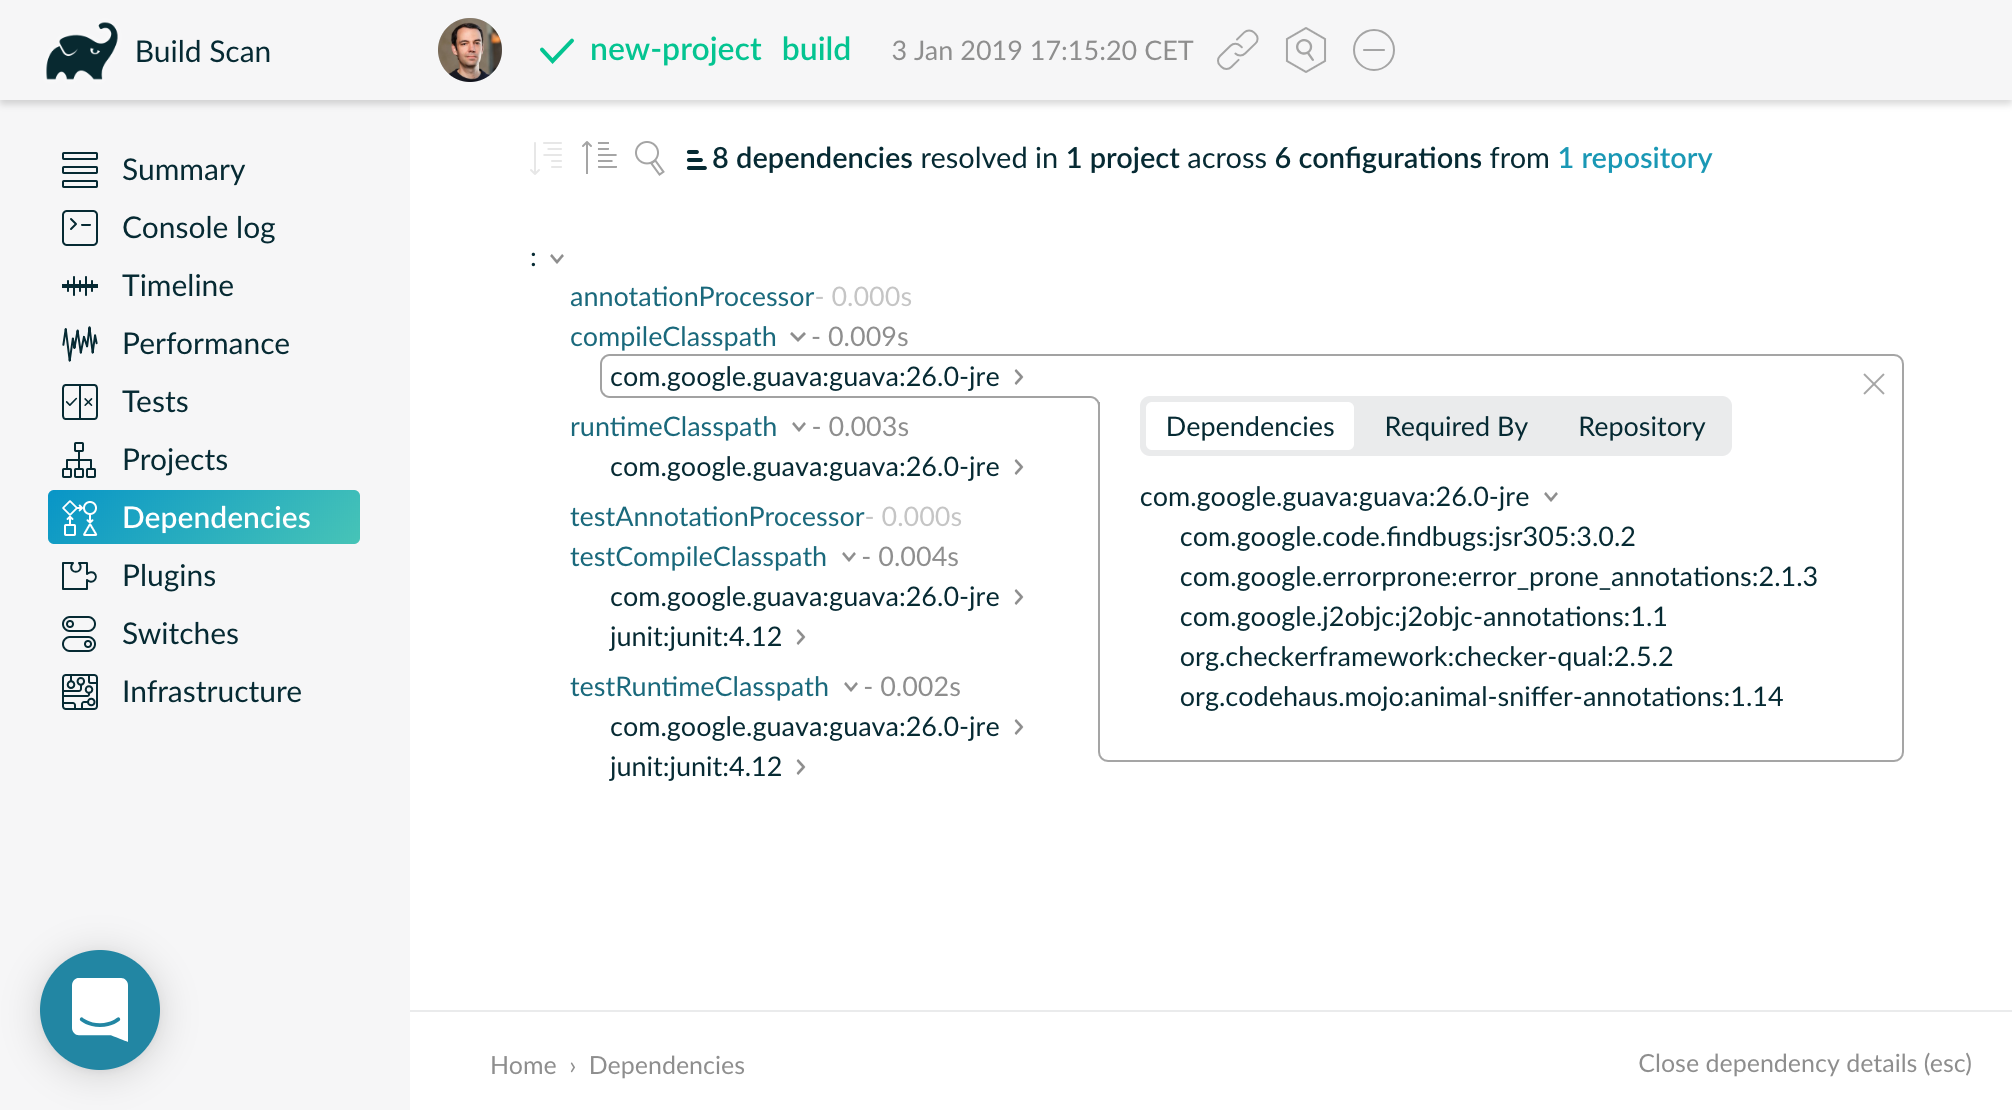 Build Scan
new-project build 3 Jan 2019 17:15:20 CET
Summary
Console log
Timeline
Performance
Tests
Projects
Dependencies
Plugins
Switches
Infrastructure
8 dependencies resolved in 1 project across 6 configurations from 1 repository
:
annotationProcessor- 0.000s
compileClasspath - 0.009s
com.google.guava:guava:26.0-jre
runtimeClasspath - 0.003s
com.google.guava:guava:26.0-jre
testAnnotationProcessor- 0.000s
testCompileClasspath - 0.004s
com.google.guava:guava:26.0-jre
junit:junit:4.12
testRuntimeClasspath - 0.002s
com.google.guava:guava:26.0-jre
junit:junit:4.12
Dependencies Required By Repository
com.google.guava:guava:26.0-jre
com.google.code.findbugs:jsr305:3.0.2
com.google.errorprone:error_prone_annotations:2.1.3
com.google.j2objc:j2objc-annotations:1.1
org.checkerframework:checker-qual:2.5.2
org.codehaus.mojo:animal-sniffer-annotations:1.14
Home › Dependencies
Close dependency details (esc)